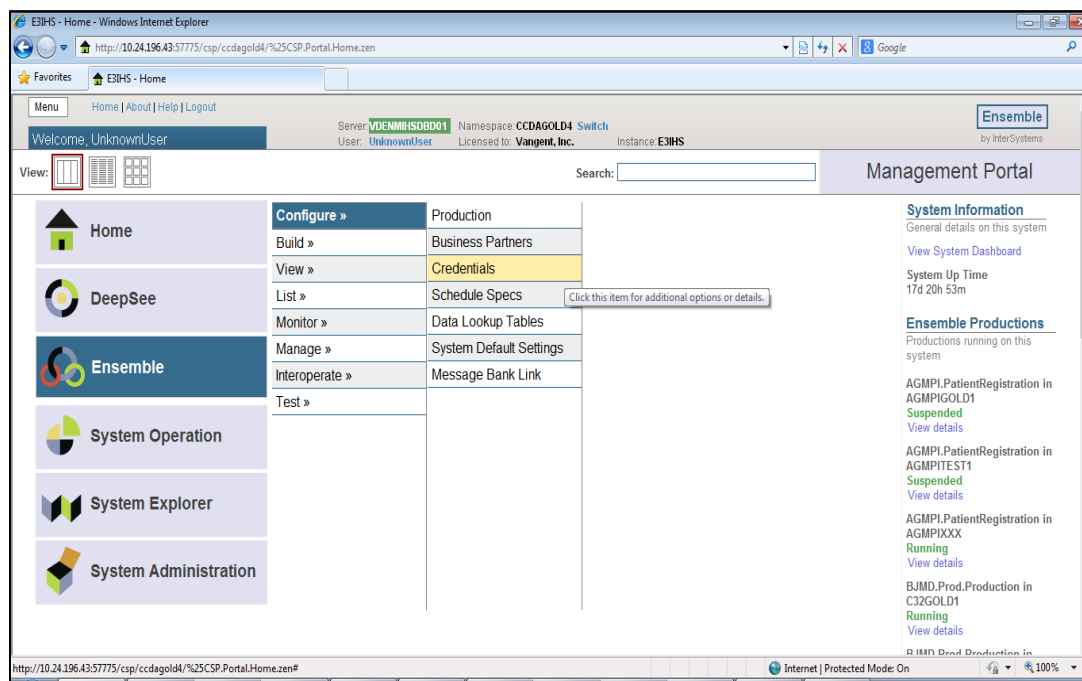 E3IHS - Home - Windows Internet Explorer
http://10.24.196.43:57775/csp/ccdagold4/%25CSP.Portal.Home.zen
Google
Favorites
E3IHS - Home
Menu
Home | About | Help | Logout
Welcome, UnknownUser
Server: VDENMIHSDBD01 Namespace: CCDAGOLD4 Switch
User: UnknownUser Licensed to: Vangent, Inc. Instance: E3IHS
Ensemble
by InterSystems
View:
Search:
Management Portal
Home
DeepSee
Ensemble
System Operation
System Explorer
System Administration
Configure »
Build »
View »
List »
Monitor »
Manage »
Interoperate »
Test »
Production
Business Partners
Credentials
Schedule Specs
Data Lookup Tables
System Default Settings
Message Bank Link
Click this item for additional options or details.
System Information
General details on this system
View System Dashboard
System Up Time
17d 20h 53m
Ensemble Productions
Productions running on this
system
AGMPI.PatientRegistration in
AGMPIGOLD1
Suspended
View details
AGMPI.PatientRegistration in
AGMPITEST1
Suspended
View details
AGMPI.PatientRegistration in
AGMPIXXX
Running
View details
BJMD.Prod.Production in
C32GOLD1
Running
View details
BJMD.Prod.Production in
http://10.24.196.43:57775/csp/ccdagold4/%25CSP.Portal.Home.zen#
Internet | Protected Mode: On
100%